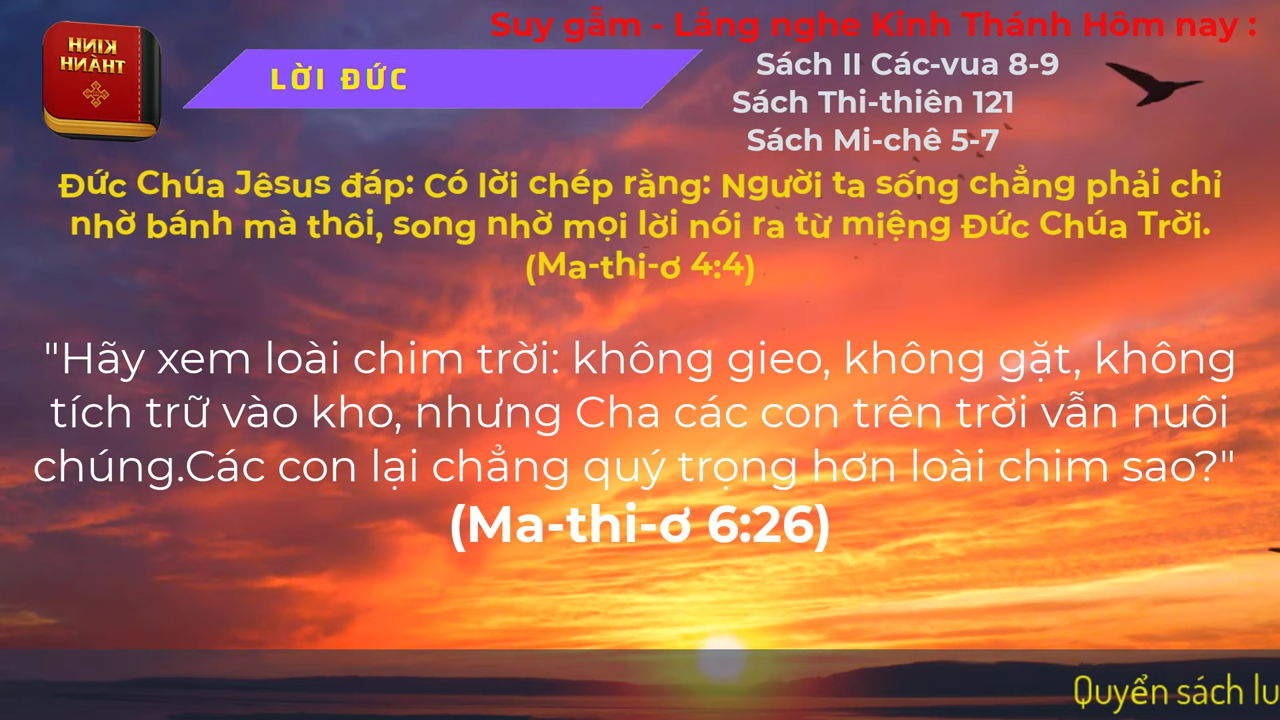 Suy gẫm - Lắng nghe Kinh Thánh Hôm nay :
KINH
THÁNH
LỜI ĐỨC
Sách II Các-vua 8-9
Sách Thi-thiên 121
Sách Mi-chê 5-7
Đức Chúa Jêsus đáp: Có lời chép rằng: Người ta sống chẳng phải chỉ
nhờ bánh mà thôi, song nhờ mọi lời nói ra từ miệng Đức Chúa Trời.
(Ma-thi-ơ 4:4)
"Hãy xem loài chim trời: không gieo, không gặt, không
tích trữ vào kho, nhưng Cha các con trên trời vẫn nuôi
chúng.Các con lại chẳng quý trọng hơn loài chim sao?"
(Ma-thi-ơ 6:26)
Quyển sách lu